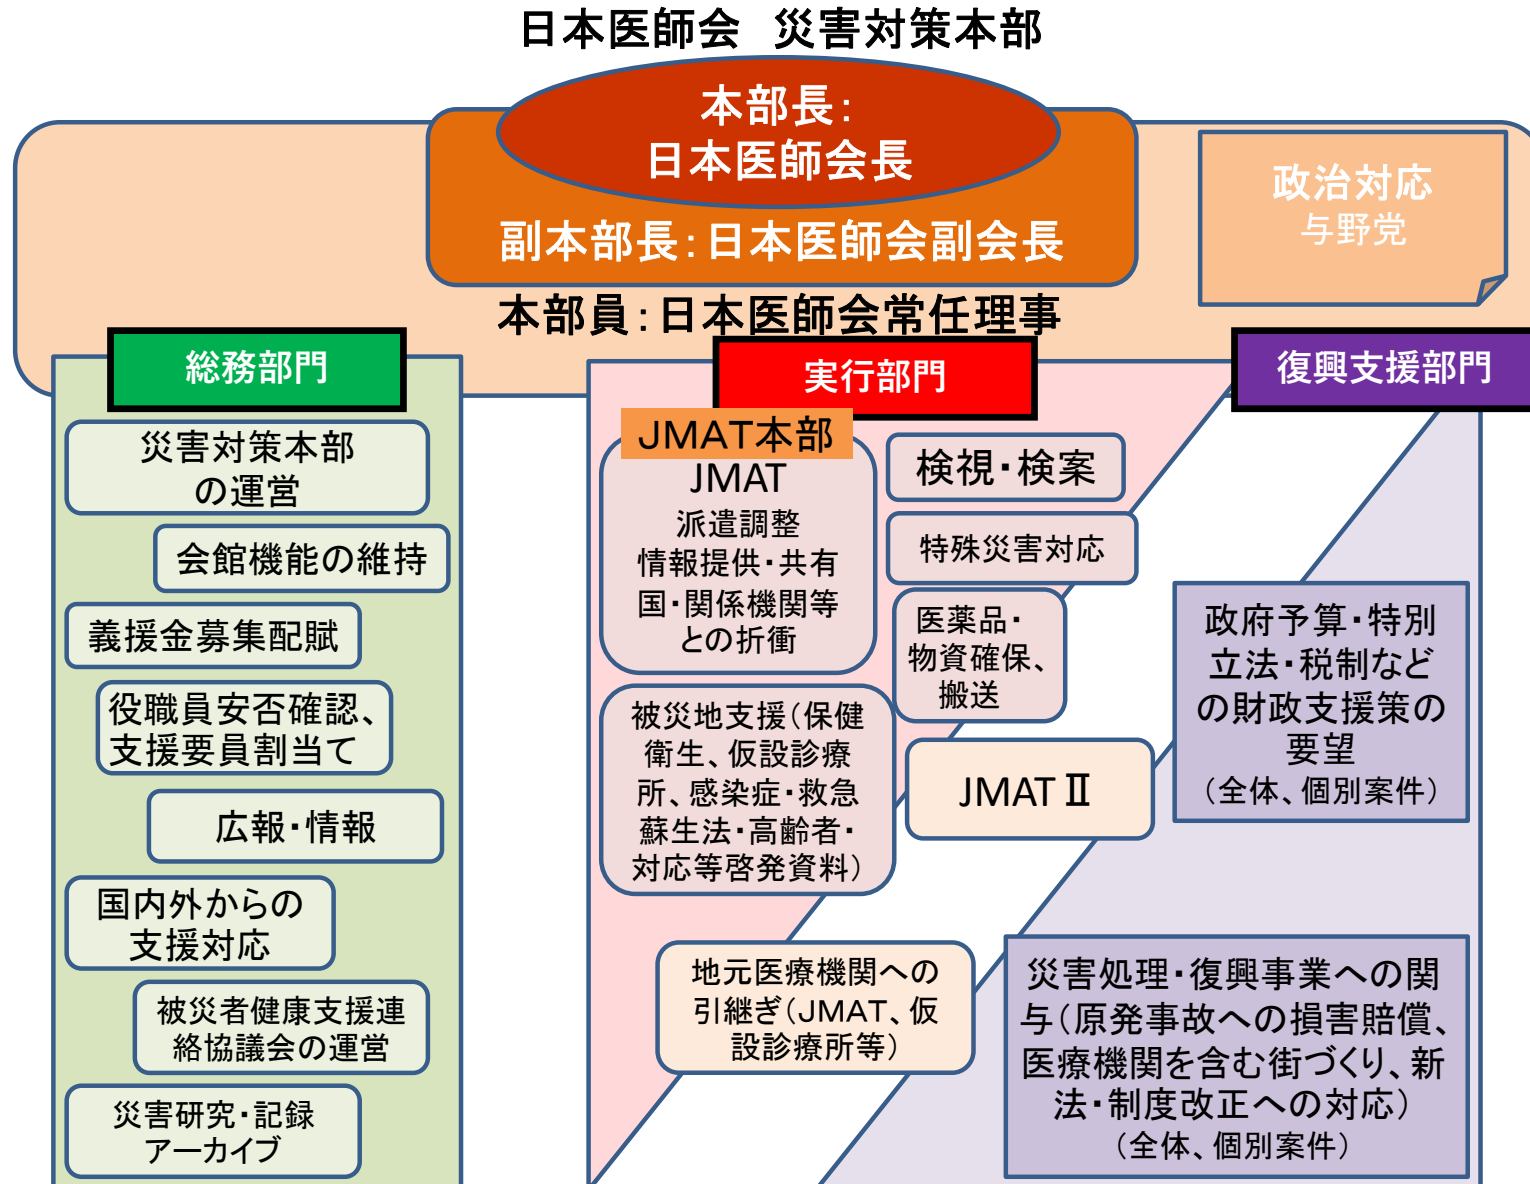 日本医師会　災害対策本部
本部長：
日本医師会長
副本部長：日本医師会副会長
本部員：日本医師会常任理事
政治対応
与野党
総務部門
災害対策本部
の運営
会館機能の維持
義援金募集配賦
役職員安否確認、
支援要員割当て
広報・情報
国内外からの
支援対応
被災者健康支援連
絡協議会の運営
災害研究・記録
アーカイブ
実行部門
JMAT本部
JMAT
派遣調整
情報提供・共有
国・関係機関等
との折衝
検視・検案
特殊災害対応
医薬品・
物資確保、
搬送
被災地支援（保健
衛生、仮設診療
所、感染症・救急
蘇生法・高齢者・
対応等啓発資料）
JMATⅡ
地元医療機関への
引継ぎ（JMAT、仮
設診療所等）
復興支援部門
政府予算・特別
立法・税制など
の財政支援策の
要望
（全体、個別案件）
災害処理・復興事業への関
与（原発事故への損害賠償、
医療機関を含む街づくり、新
法・制度改正への対応）
（全体、個別案件）